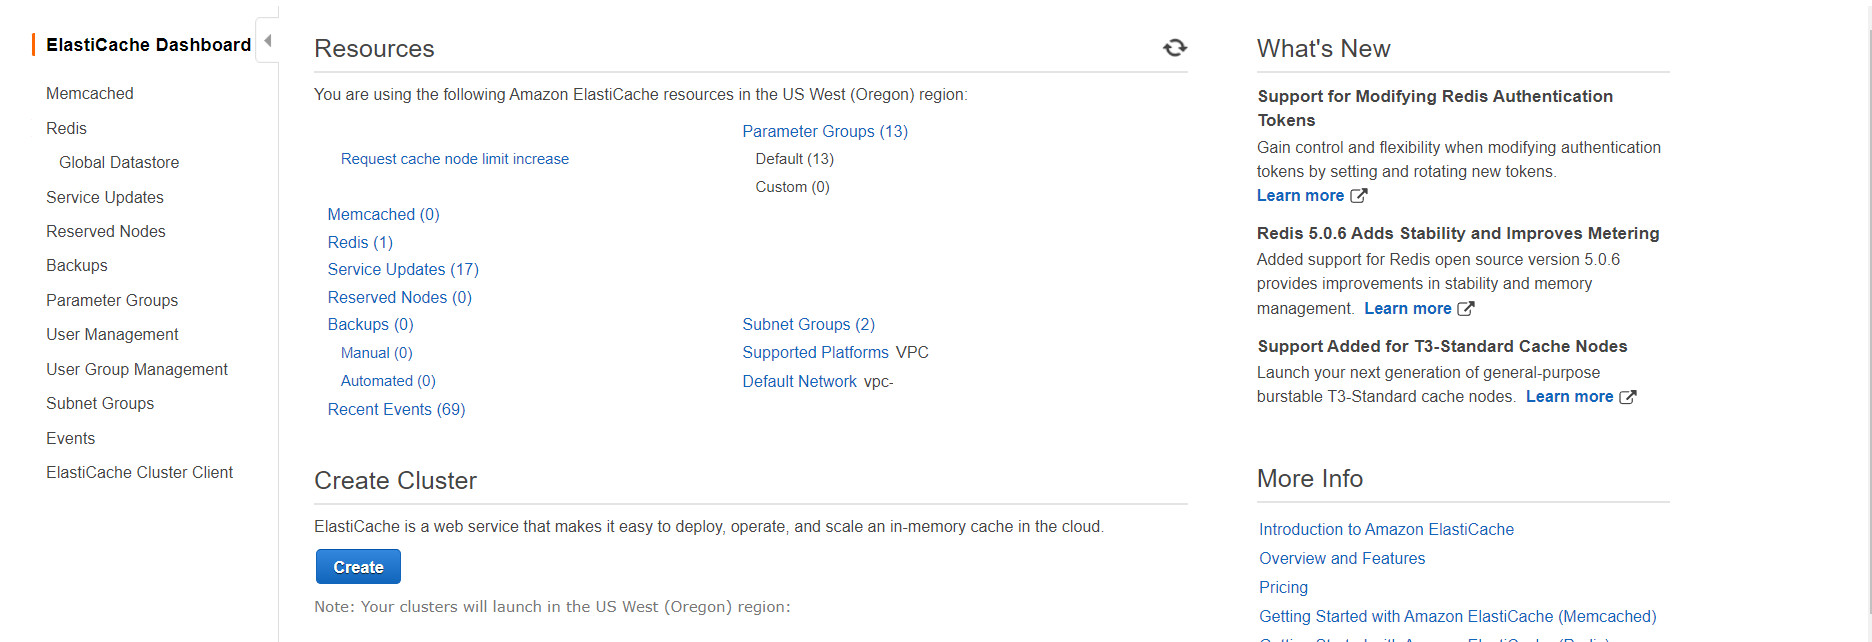 ElastiCache Dashboard
Memcached
Redis
Global Datastore
Service Updates
Reserved Nodes
Backups
Parameter Groups
User Management
User Group Management
Subnet Groups
Events
ElastiCache Cluster Client
Resources
You are using the following Amazon ElastiCache resources in the US West (Oregon) region:
Request cache node limit increase
Memcached (0)
Redis (1)
Service Updates (17)
Reserved Nodes (0)
Backups (0)
Manual (0)
Automated (0)
Recent Events (69)
Parameter Groups (13)
Default (13)
Custom (0)
Subnet Groups (2)
Supported Platforms VPC
Default Network vpc-
Create Cluster
ElastiCache is a web service that makes it easy to deploy, operate, and scale an in-memory cache in the cloud.
Create
Note: Your clusters will launch in the US West (Oregon) region:
What's New
Support for Modifying Redis Authentication
Tokens
Gain control and flexibility when modifying authentication
tokens by setting and rotating new tokens.
Learn more
Redis 5.0.6 Adds Stability and Improves Metering
Added support for Redis open source version 5.0.6
provides improvements in stability and memory
management. Learn more
Support Added for T3-Standard Cache Nodes
Launch your next generation of general-purpose
burstable T3-Standard cache nodes. Learn more
More Info
Introduction to Amazon ElastiCache
Overview and Features
Pricing
Getting Started with Amazon ElastiCache (Memcached)